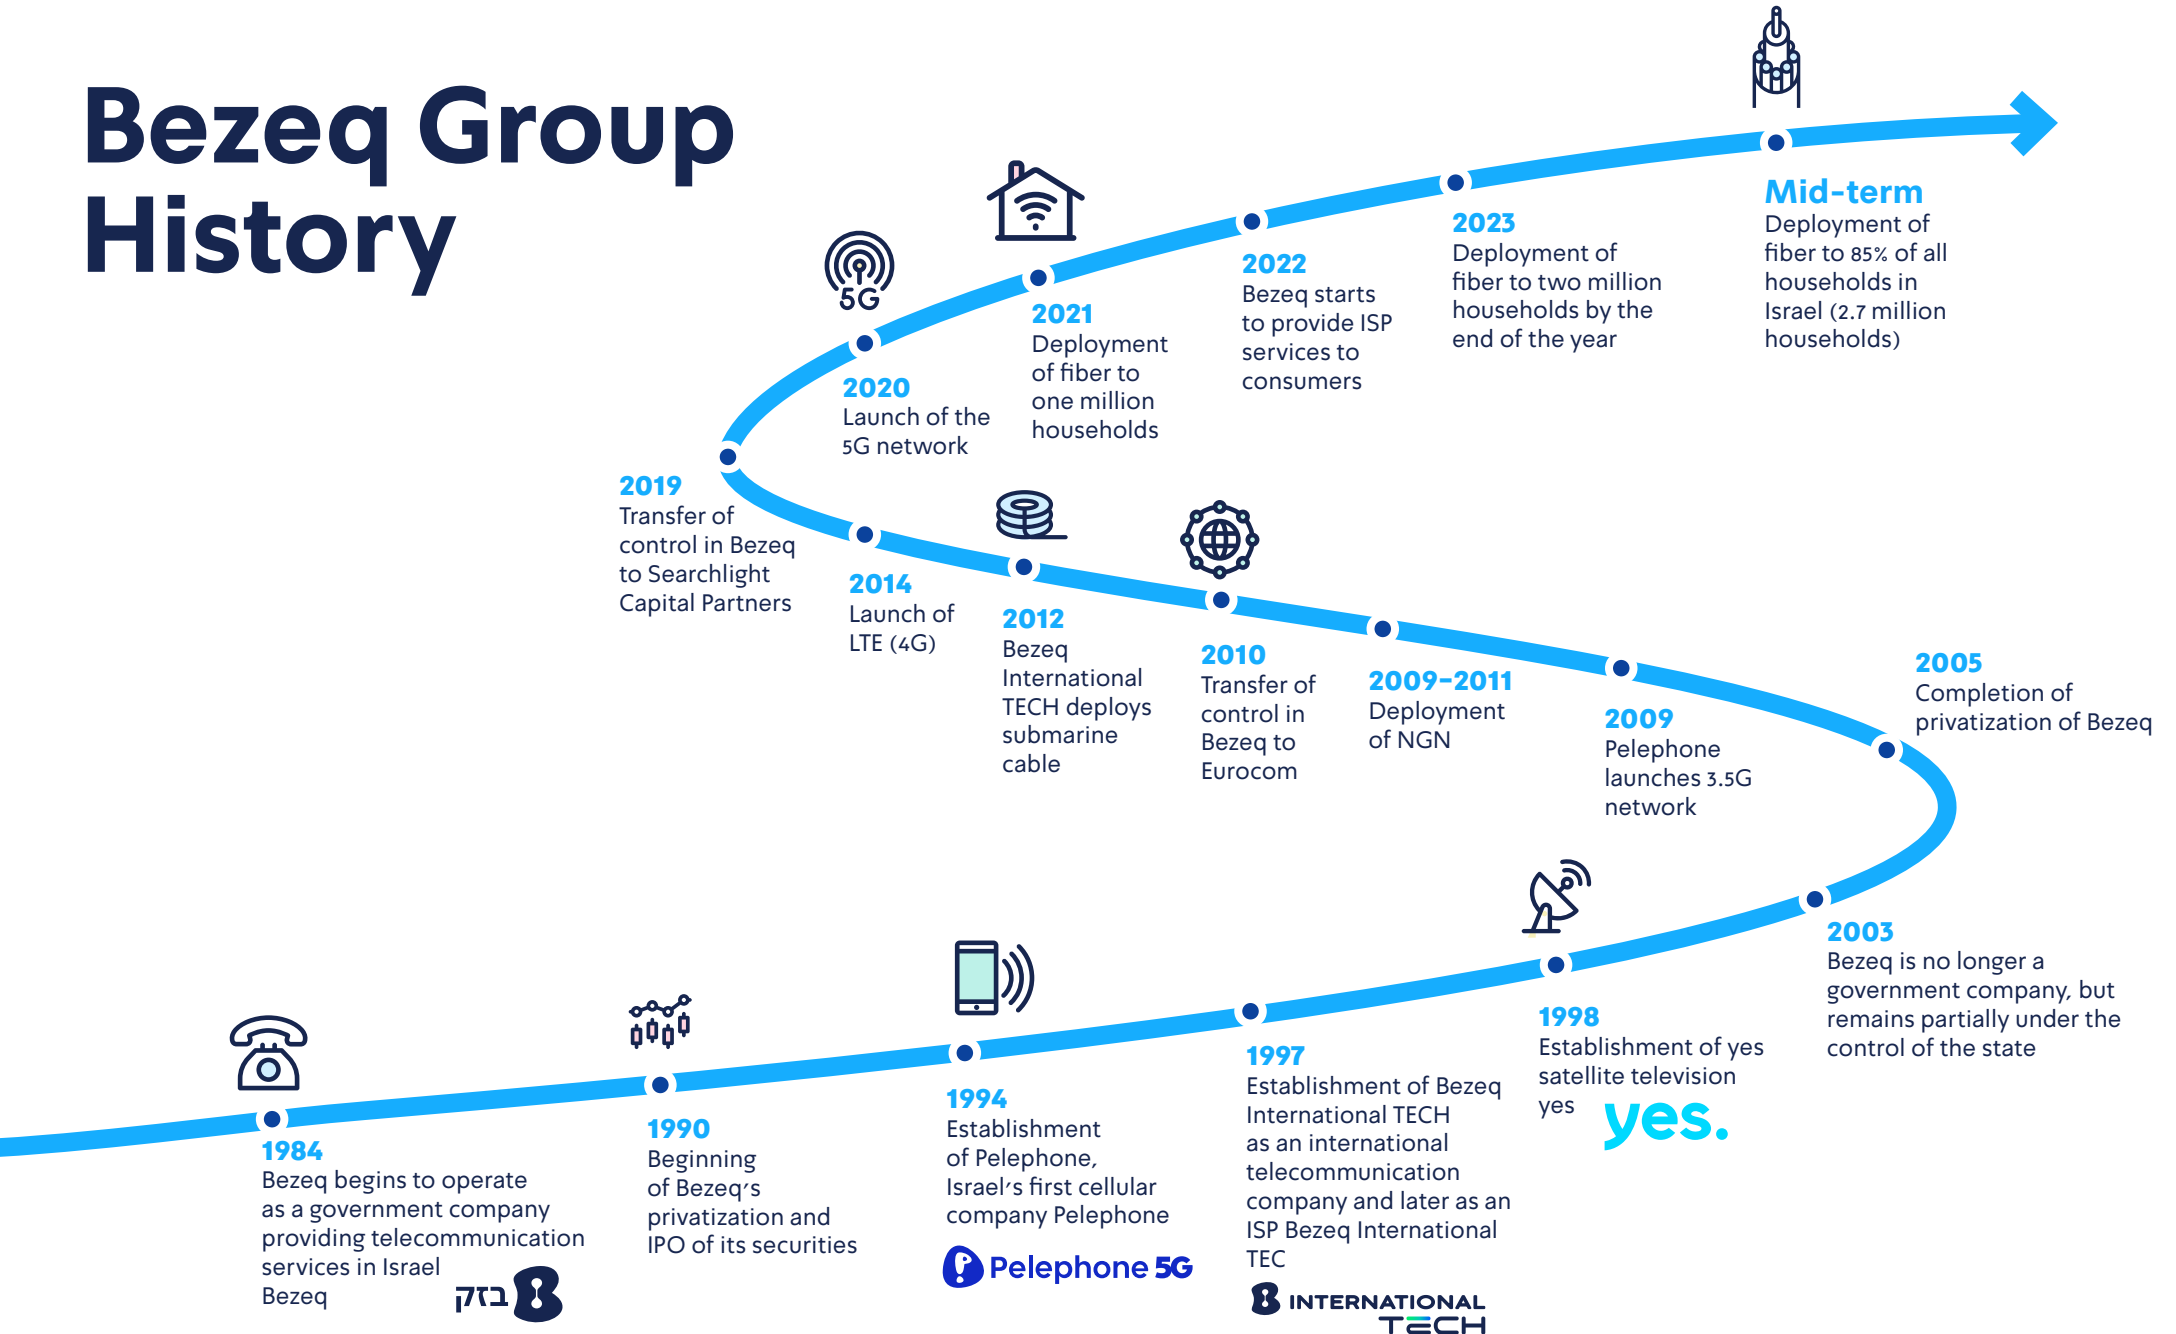 Bezeq Group
History
1984
Bezeq begins to operate
as a government company
providing telecommunication
services in Israel
Bezeq
בזק
1990
Beginning
of Bezeq's
privatization and
IPO of its securities
1994
Establishment
of Pelephone,
Israel's first cellular
company Pelephone
Pelephone 5G
1997
Establishment of Bezeq
International TECH
as an international
telecommunication
company and later as an
ISP Bezeq International
TEC
INTERNATIONAL
TECH
1998
Establishment of yes
satellite television
yes
yes.
2003
Bezeq is no longer a
government company, but
remains partially under the
control of the state
2005
Completion of
privatization of Bezeq
2009
Pelephone
launches 3.5G
network
2009-2011
Deployment
of NGN
2010
Transfer of
control in
Bezeq to
Eurocom
2012
Bezeq
International
TECH deploys
submarine
cable
2014
Launch of
LTE (4G)
2019
Transfer of
control in Bezeq
to Searchlight
Capital Partners
5G
2020
Launch of the
5G network
2021
Deployment
of fiber to
one million
households
2022
Bezeq starts
to provide ISP
services to
consumers
2023
Deployment of
fiber to two million
households by the
end of the year
Mid-term
Deployment of
fiber to 85% of all
households in
Israel (2.7 million
households)